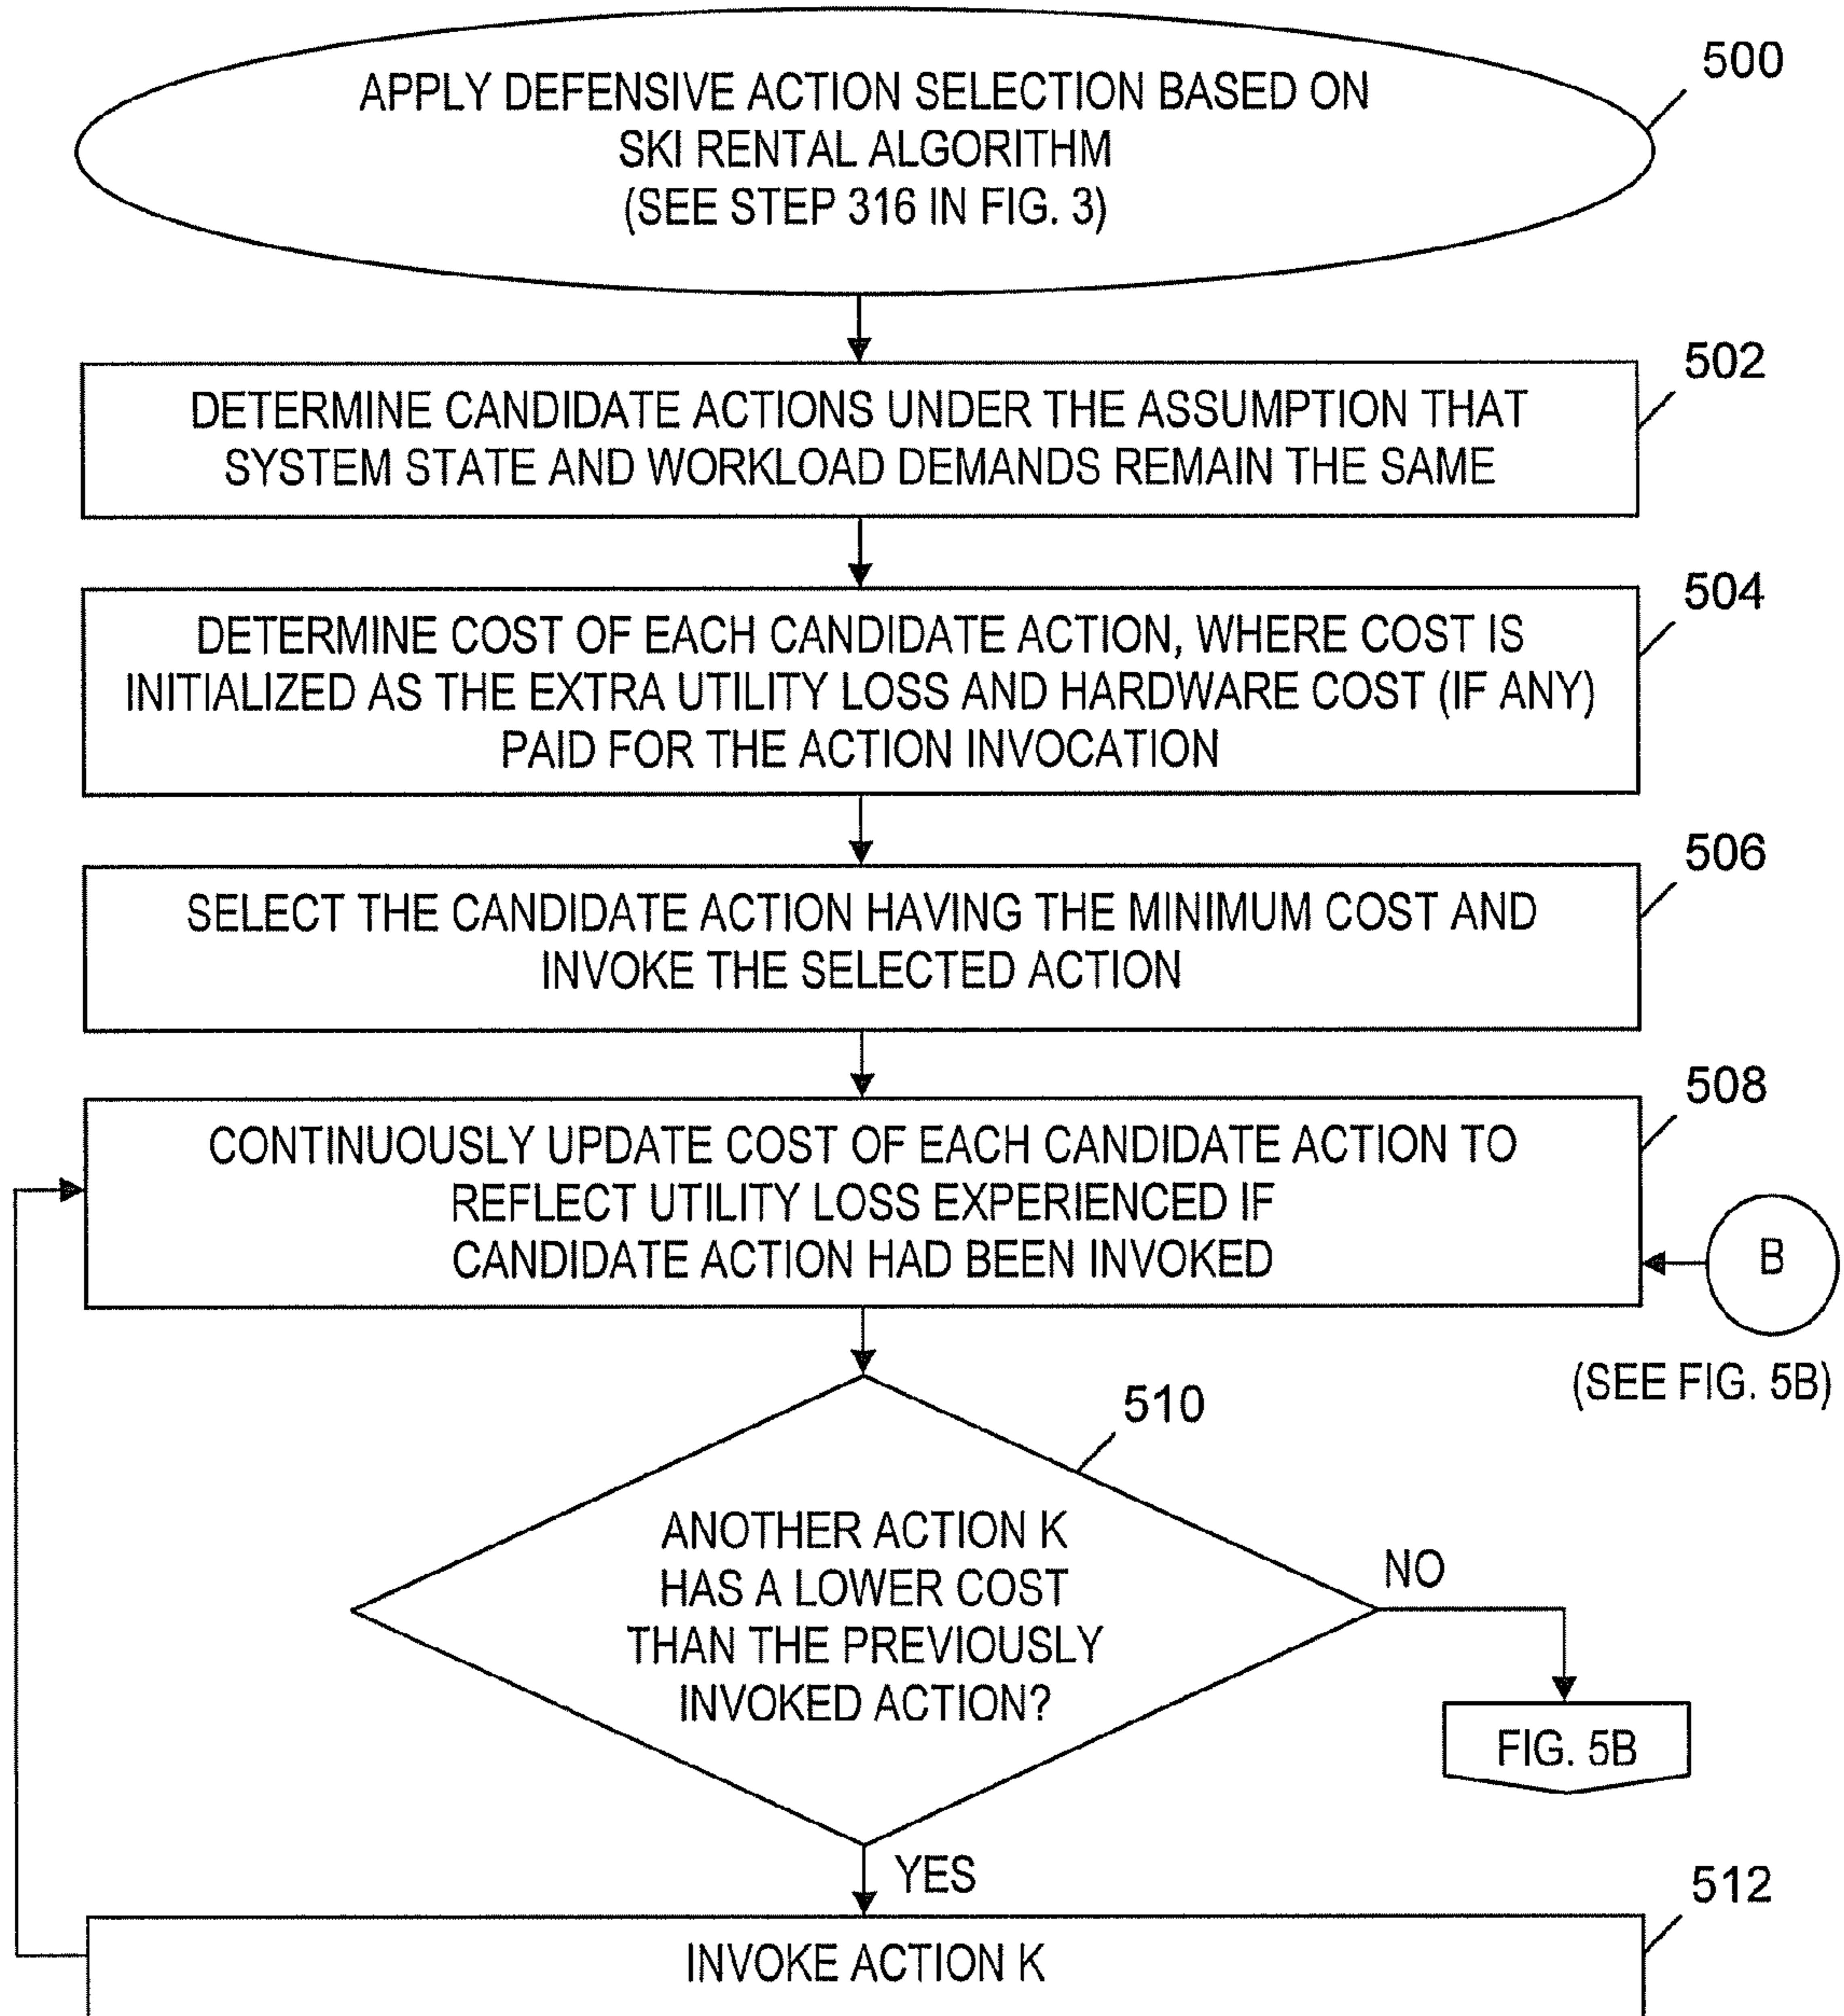 APPLY DEFENSIVE ACTION SELECTION BASED ON
SKI RENTAL ALGORITHM
(SEE STEP 316 IN FIG. 3)
500
502
DETERMINE CANDIDATE ACTIONS UNDER THE ASSUMPTION THAT
SYSTEM STATE AND WORKLOAD DEMANDS REMAIN THE SAME
504
DETERMINE COST OF EACH CANDIDATE ACTION, WHERE COST IS
INITIALIZED AS THE EXTRA UTILITY LOSS AND HARDWARE COST (IF ANY)
PAID FOR THE ACTION INVOCATION
506
SELECT THE CANDIDATE ACTION HAVING THE MINIMUM COST AND
INVOKE THE SELECTED ACTION
508
CONTINUOUSLY UPDATE COST OF EACH CANDIDATE ACTION TO
REFLECT UTILITY LOSS EXPERIENCED IF
CANDIDATE ACTION HAD BEEN INVOKED
B
(SEE FIG. 5B)
510
ANOTHER ACTION K
HAS A LOWER COST
THAN THE PREVIOUSLY
INVOKED ACTION?
NO
FIG. 5B
YES
512
INVOKE ACTION K